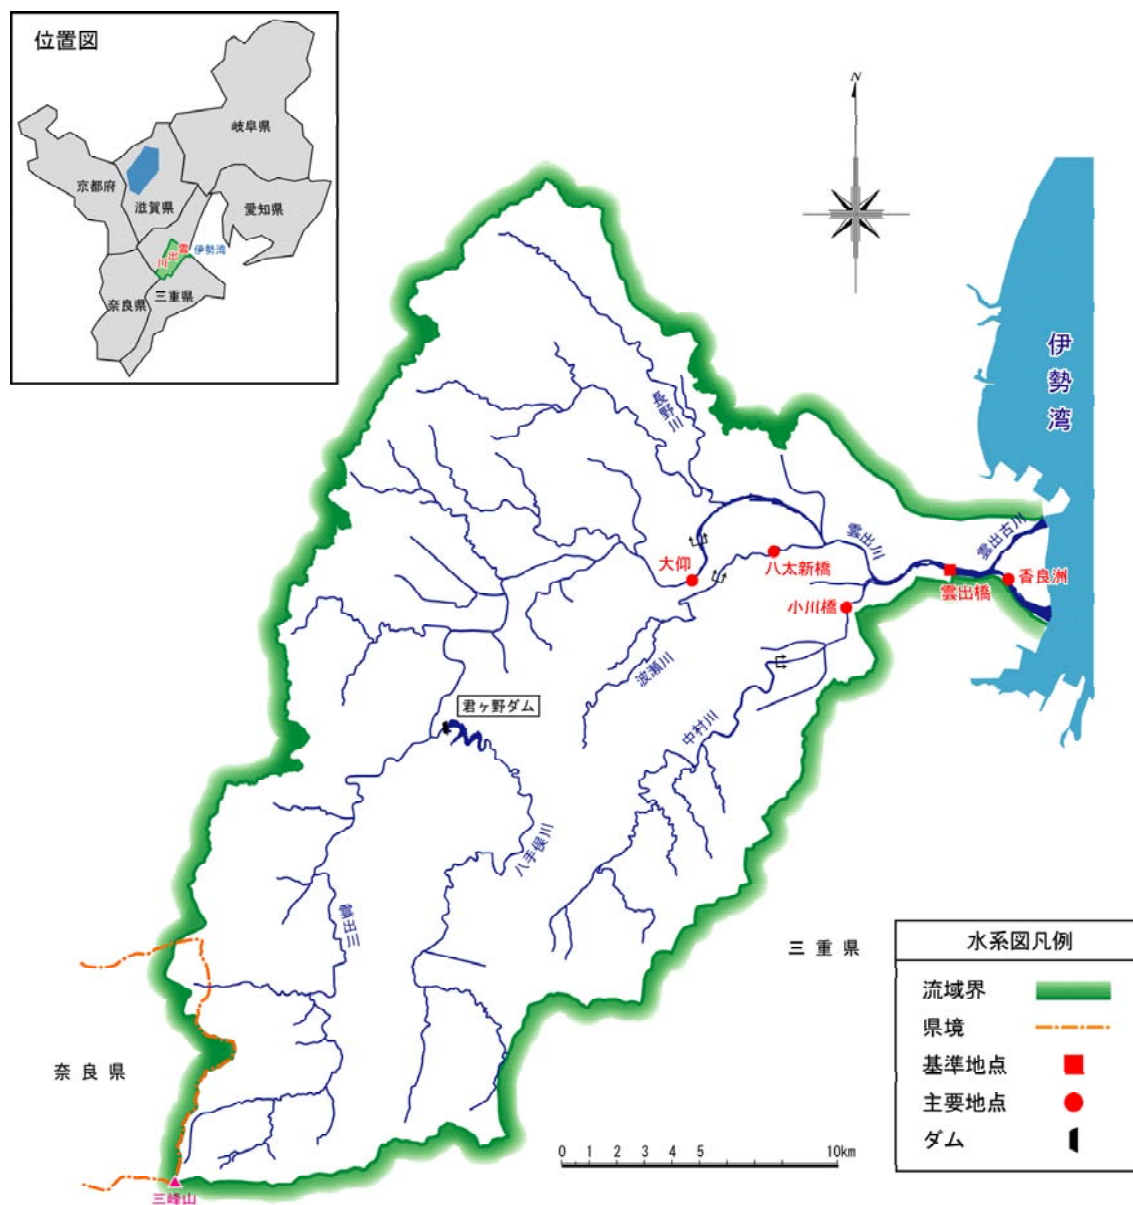 位置図
岐阜県
京都府
滋賀県
愛知県
雲出川
伊勢湾
奈良県
三重県
N
伊勢湾
長野川
雲出川
雲出古川
大仰
八太新橋
香良洲
雲出橋
小川橋
波瀬川
中村川
君ヶ野ダム
八手俣川
雲出川
三重県
奈良県
三峰山
0 1 2 3 4 5 10km
水系図凡例
流域界
県境
基準地点
主要地点
ダム